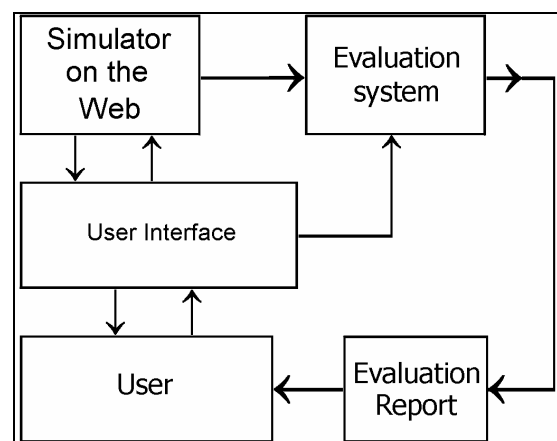 Simulator
on the
Web
Evaluation
system
User Interface
User
Evaluation
Report